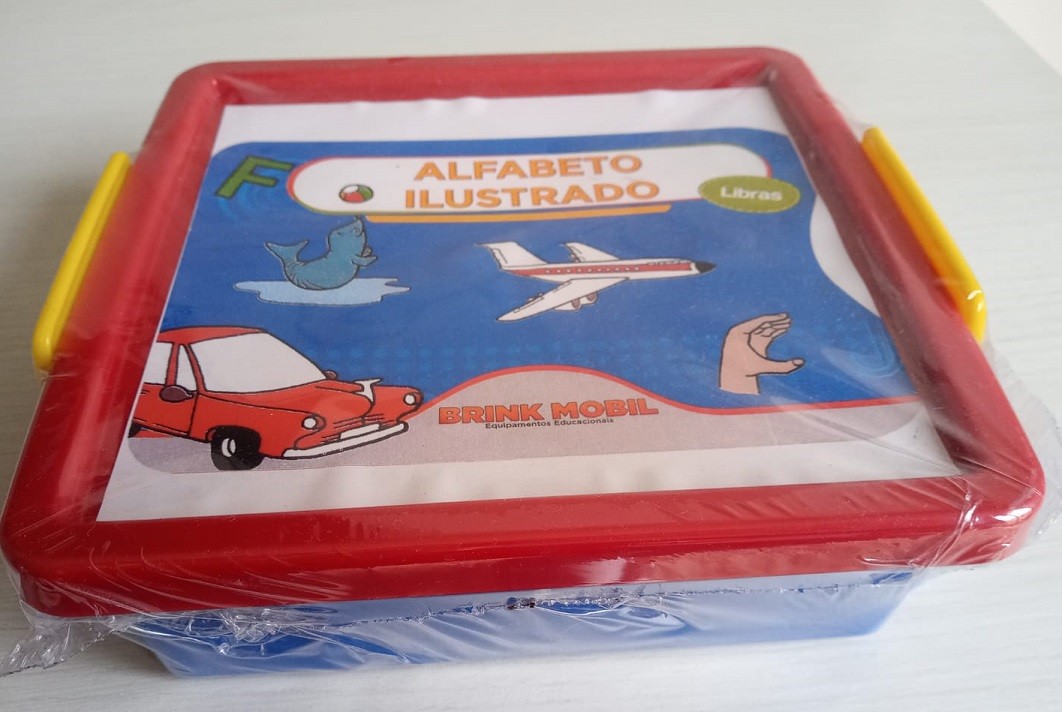 F
ALFABETO
ILUSTRADO
Libras
BRINK MOBIL
Equipamentos Educacionais